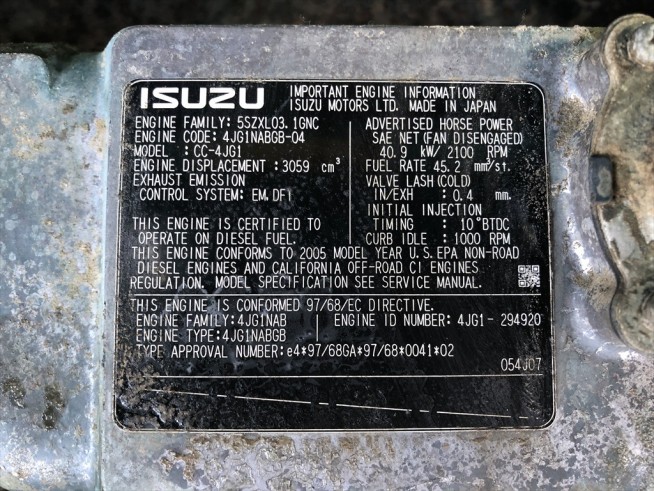 ISUZU
IMPORTANT ENGINE INFORMATION
ISUZU MOTORS LTD. MADE IN JAPAN
ENGINE FAMILY: 5SZXL03.1GNC
ENGINE CODE: 4JG1NABGB-04
MODEL : CC-4JG1
ENGINE DISPLACEMENT :3059 cm³
EXHAUST EMISSION
CONTROL SYSTEM: EM,DFI
THIS ENGINE IS CERTIFIED TO
OPERATE ON DIESEL FUEL.
ADVERTISED HORSE POWER
SAE NET (FAN DISENGAGED)
40.9 kW/2100 RPM
FUEL RATE 45.2 mm³/st.
VALVE LASH (COLD)
IN/EXH : 0.4 mm.
INITIAL INJECTION
TIMING : 10°BTDC
CURB IDLE : 1000 RPM
THIS ENGINE CONFORMS TO 2005 MODEL YEAR U.S.EPA NON-ROAD
DIESEL ENGINES AND CALIFORNIA OFF-ROAD CI ENGINES
REGULATION. MODEL SPECIFICATION SEE SERVICE MANUAL.
THIS ENGINE IS CONFORMED 97/68/EC DIRECTIVE.
ENGINE FAMILY:4JG1NAB
ENGINE ID NUMBER: 4JG1- 294920
ENGINE TYPE:4JG1NABGB
TYPE APPROVAL NUMBER:e4*97/68GA*97/68*0041*02
054J07